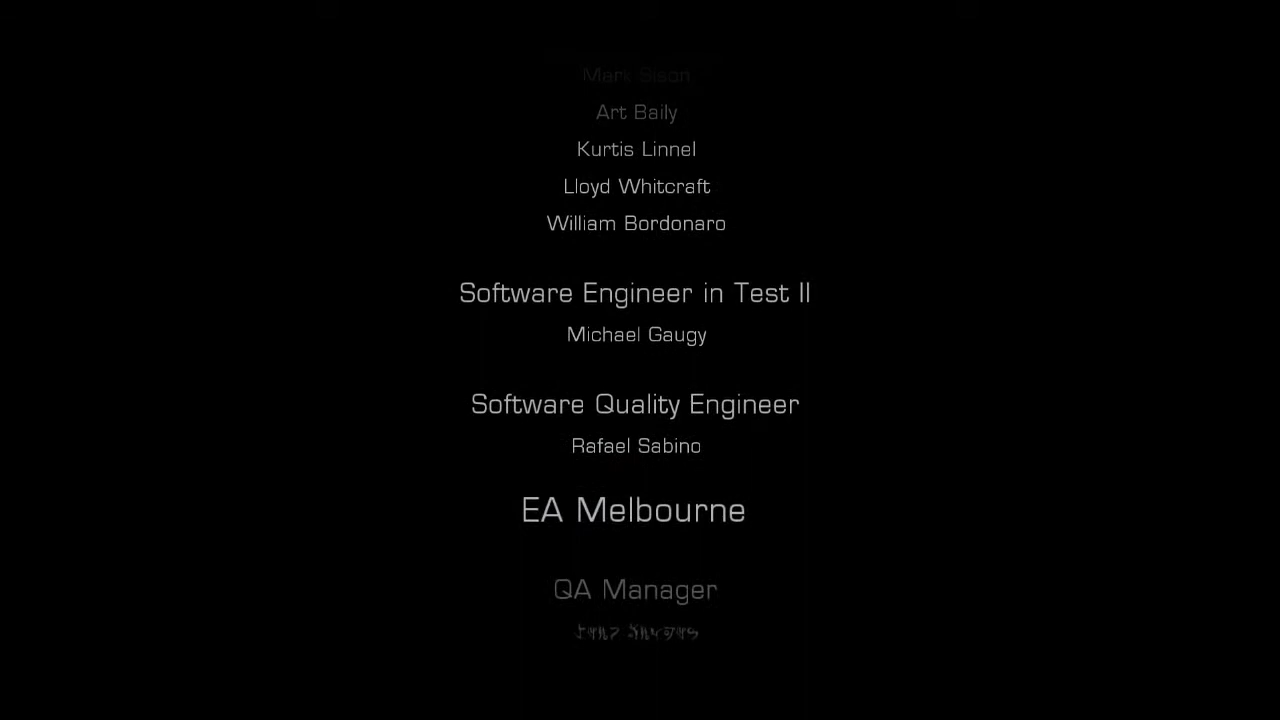 Mark Sison
Art Baily
Kurtis Linnel
Lloyd Whitcraft
William Bordonaro
Software Engineer in Test II
Michael Gaugy
Software Quality Engineer
Rafael Sabino
EA Melbourne
QA Manager